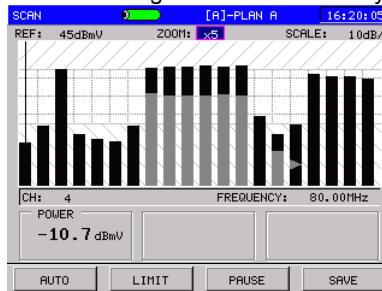 SCAN [A]-PLAN A 16:20:05
REF: 45dBmV ZOOM: x5 SCALE: 10dB/
CH: 4 FREQUENCY: 80.00MHz
POWER
-10.7 dBmV
AUTO LIMIT PAUSE SAVE